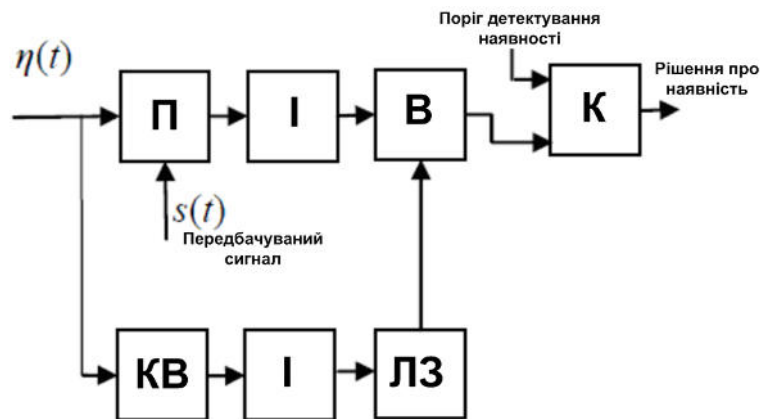 Поріг детектування
наявності
η(t)
Рішення про
наявність
П
І
В
К
s(t)
Передбачуваний
сигнал
КВ
І
ЛЗ